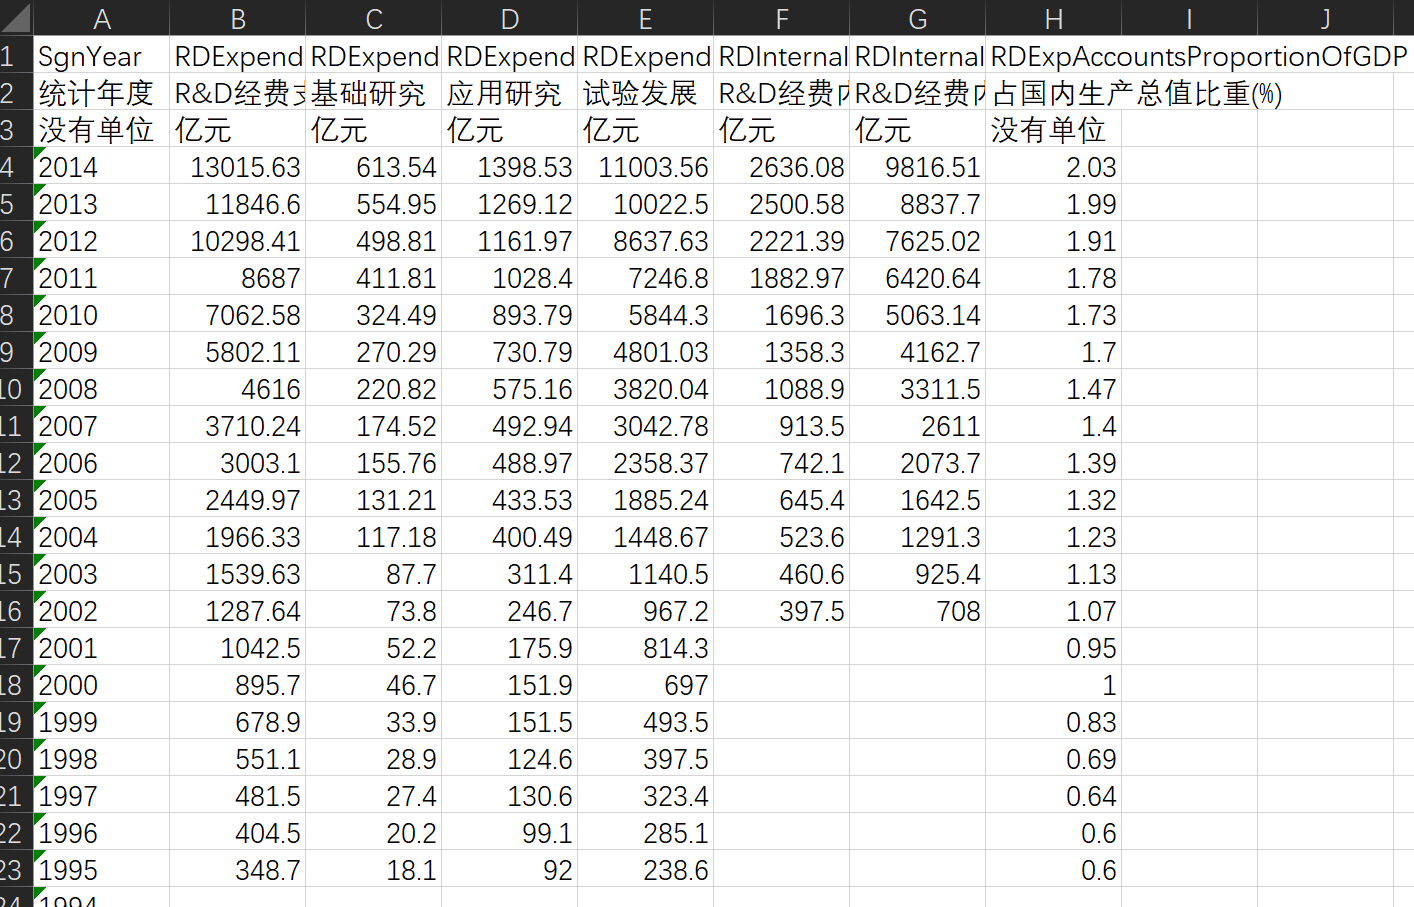 A B C D E F G H I J
1 SgnYear RDExpend RDExpend RDExpend RDExpend RDInternal RDInternal RDExpAccountsProportionOfGDP
2 统计年度 R&D经费 基础研究 应用研究 试验发展 R&D经费 R&D经费 占国内生产总值比重(%)
3 没有单位 亿元 亿元 亿元 亿元 亿元 亿元 没有单位
4 2014 13015.63 613.54 1398.53 11003.56 2636.08 9816.51 2.03
5 2013 11846.6 554.95 1269.12 10022.5 2500.58 8837.7 1.99
6 2012 10298.41 498.81 1161.97 8637.63 2221.39 7625.02 1.91
7 2011 8687 411.81 1028.4 7246.8 1882.97 6420.64 1.78
8 2010 7062.58 324.49 893.79 5844.3 1696.3 5063.14 1.73
9 2009 5802.11 270.29 730.79 4801.03 1358.3 4162.7 1.7
10 2008 4616 220.82 575.16 3820.04 1088.9 3311.5 1.47
11 2007 3710.24 174.52 492.94 3042.78 913.5 2611 1.4
12 2006 3003.1 155.76 488.97 2358.37 742.1 2073.7 1.39
13 2005 2449.97 131.21 433.53 1885.24 645.4 1642.5 1.32
14 2004 1966.33 117.18 400.49 1448.67 523.6 1291.3 1.23
15 2003 1539.63 87.7 311.4 1140.5 460.6 925.4 1.13
16 2002 1287.64 73.8 246.7 967.2 397.5 708 1.07
17 2001 1042.5 52.2 175.9 814.3 0.95
18 2000 895.7 46.7 151.9 697 1
19 1999 678.9 33.9 151.5 493.5 0.83
20 1998 551.1 28.9 124.6 397.5 0.69
21 1997 481.5 27.4 130.6 323.4 0.64
22 1996 404.5 20.2 99.1 285.1 0.6
23 1995 348.7 18.1 92 238.6 0.6
24 1994